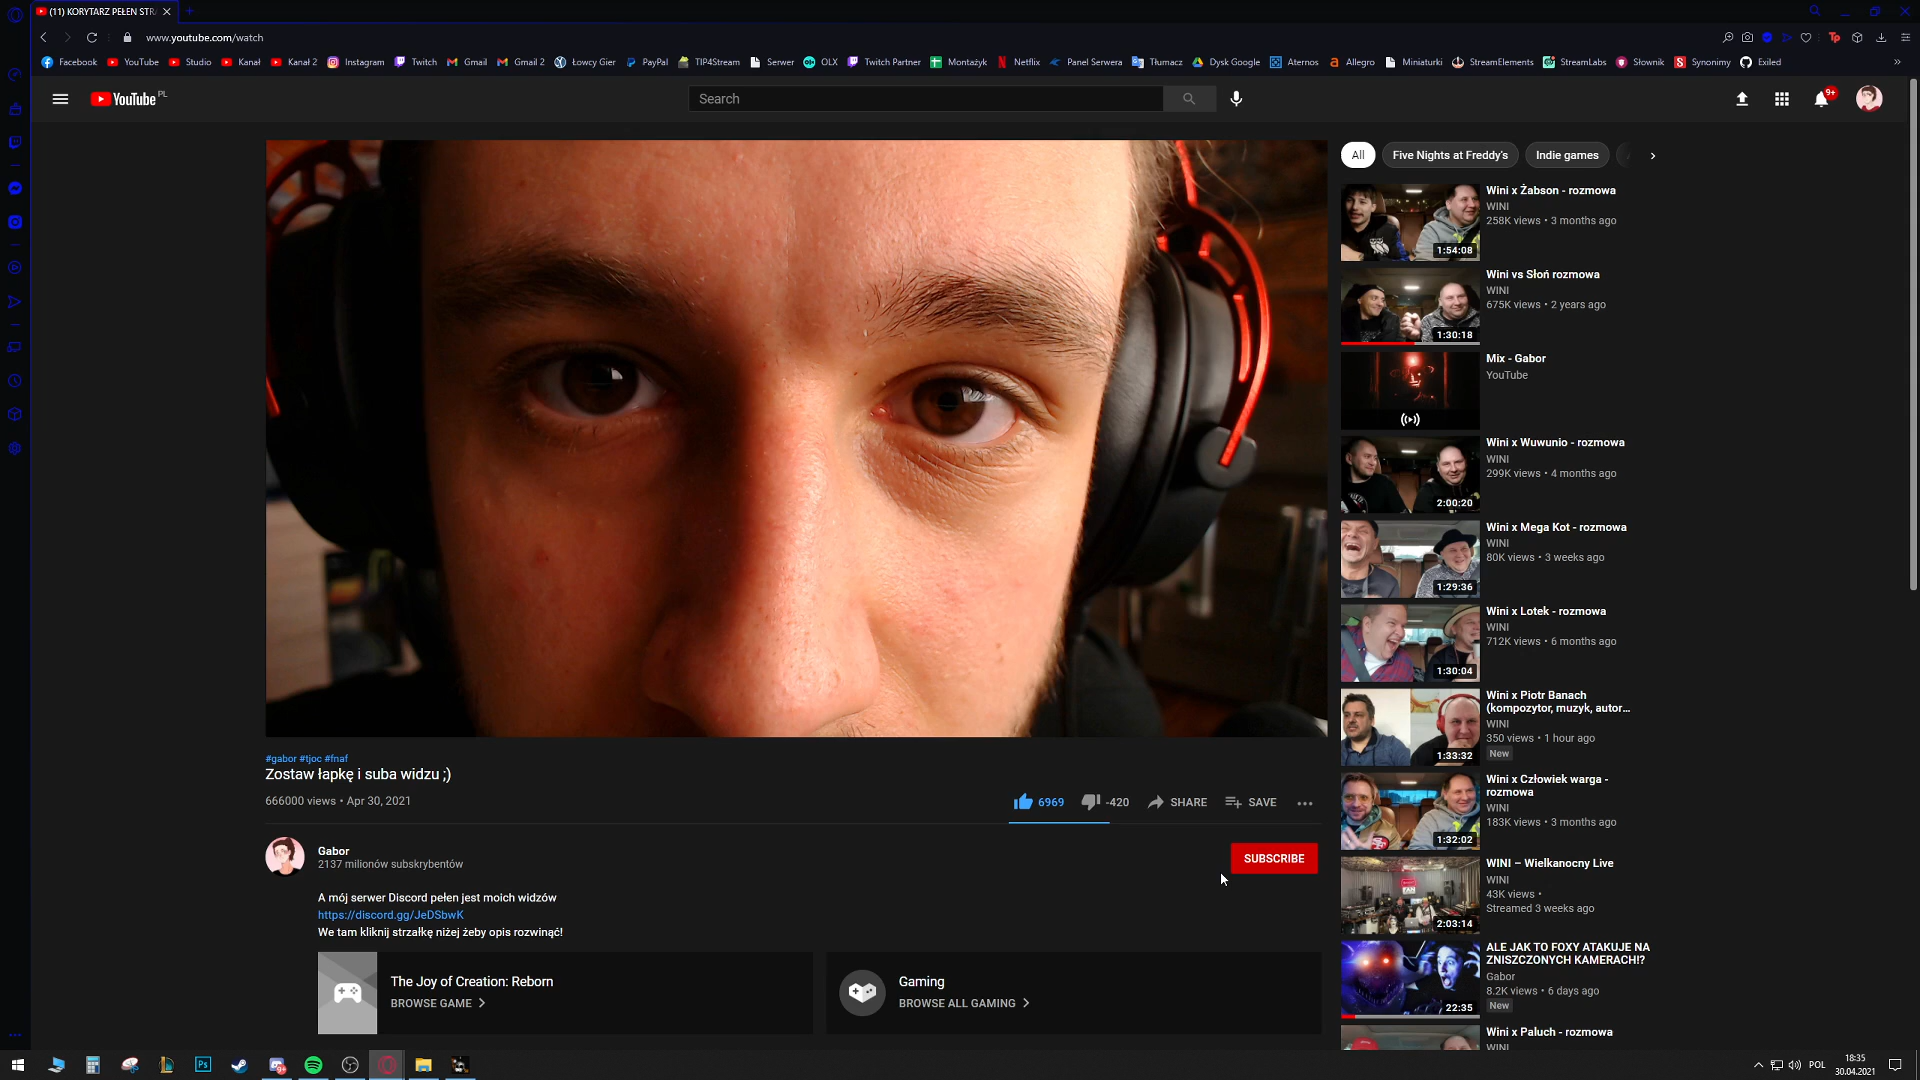 (11) KORYTARZ PEŁEN STRA
www.youtube.com/watch
Facebook YouTube Studio Kanał Kanał 2 Instagram Twitch Gmail Gmail 2 Łowcy Gier PayPal TIP4Stream Serwer OLX Twitch Partner Montażyk Netflix Panel Serwera Tłumacz Dysk Google Aternos Allegro Miniaturki StreamElements StreamLabs Słownik Synonimy Exiled
YouTube PL
Search
9+
All Five Nights at Freddy's Indie games
Wini x Żabson - rozmowa
WINI
258K views • 3 months ago
1:54:08
Wini vs Słoń rozmowa
WINI
675K views • 2 years ago
1:30:18
Mix - Gabor
YouTube
Wini x Wuwunio - rozmowa
WINI
299K views • 4 months ago
2:00:20
Wini x Mega Kot - rozmowa
WINI
80K views • 3 weeks ago
1:29:36
Wini x Lotek - rozmowa
WINI
712K views • 6 months ago
1:30:04
Wini x Piotr Banach
(kompozytor, muzyk, autor...
WINI
350 views • 1 hour ago
New
1:33:32
Wini x Człowiek warga -
rozmowa
WINI
183K views • 3 months ago
1:32:02
WINI – Wielkanocny Live
WINI
43K views •
Streamed 3 weeks ago
2:03:14
ALE JAK TO FOXY ATAKUJE NA
ZNISZCZONYCH KAMERACH!?
Gabor
8.2K views • 6 days ago
New
22:35
Wini x Paluch - rozmowa
WINI
#gabor #tjoc #fnaf
Zostaw łapkę i suba widzu ;)
666000 views • Apr 30, 2021
6969 -420 SHARE SAVE
Gabor
2137 milionów subskrybentów
SUBSCRIBE
A mój serwer Discord pełen jest moich widzów
https://discord.gg/JeDSbwK
We tam kliknij strzałkę niżej żeby opis rozwinąć!
The Joy of Creation: Reborn
BROWSE GAME
Gaming
BROWSE ALL GAMING
Ps
POL
18:35
30.04.2021